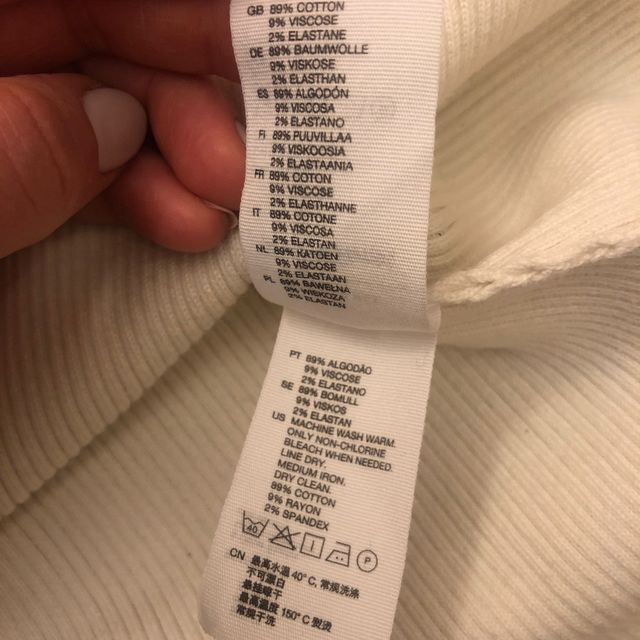 GB 89% COTTON
9% VISCOSE
2% ELASTANE
DE 89% BAUMWOLLE
9% VISKOSE
2% ELASTHAN
ES 89% ALGODÓN
9% VISCOSA
2% ELASTANO
FI 89% PUUVILLAA
9% VISKOOSIA
2% ELASTAANIA
FR 89% COTON
9% VISCOSE
2% ELASTHANNE
IT 89% COTONE
9% VISCOSA
2% ELASTAN
NL 89% KATOEN
9% VISCOSE
2% ELASTAAN
PL 89% BAWEŁNA
9% WISKOZA
2% ELASTAN
PT 89% ALGODÃO
9% VISCOSE
2% ELASTANO
SE 89% BOMULL
9% VISKOS
2% ELASTAN
US MACHINE WASH WARM.
ONLY NON-CHLORINE
BLEACH WHEN NEEDED.
LINE DRY.
MEDIUM IRON.
DRY CLEAN.
89% COTTON
9% RAYON
2% SPANDEX
40 P
CN 最高水温 40°C, 常规洗涤
不可漂白
悬挂晾干
最高温度 150°C 熨烫
常规干洗